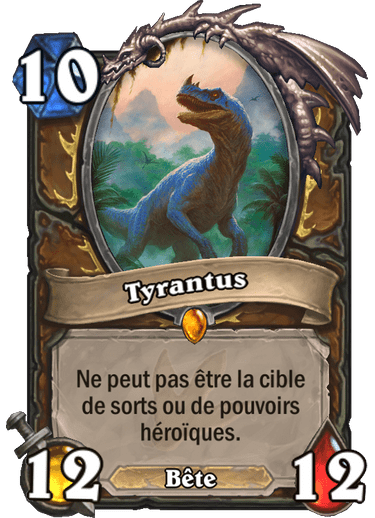 10
Tyrantus
Ne peut pas être la cible
de sorts ou de pouvoirs
héroïques.
12
Bête
12